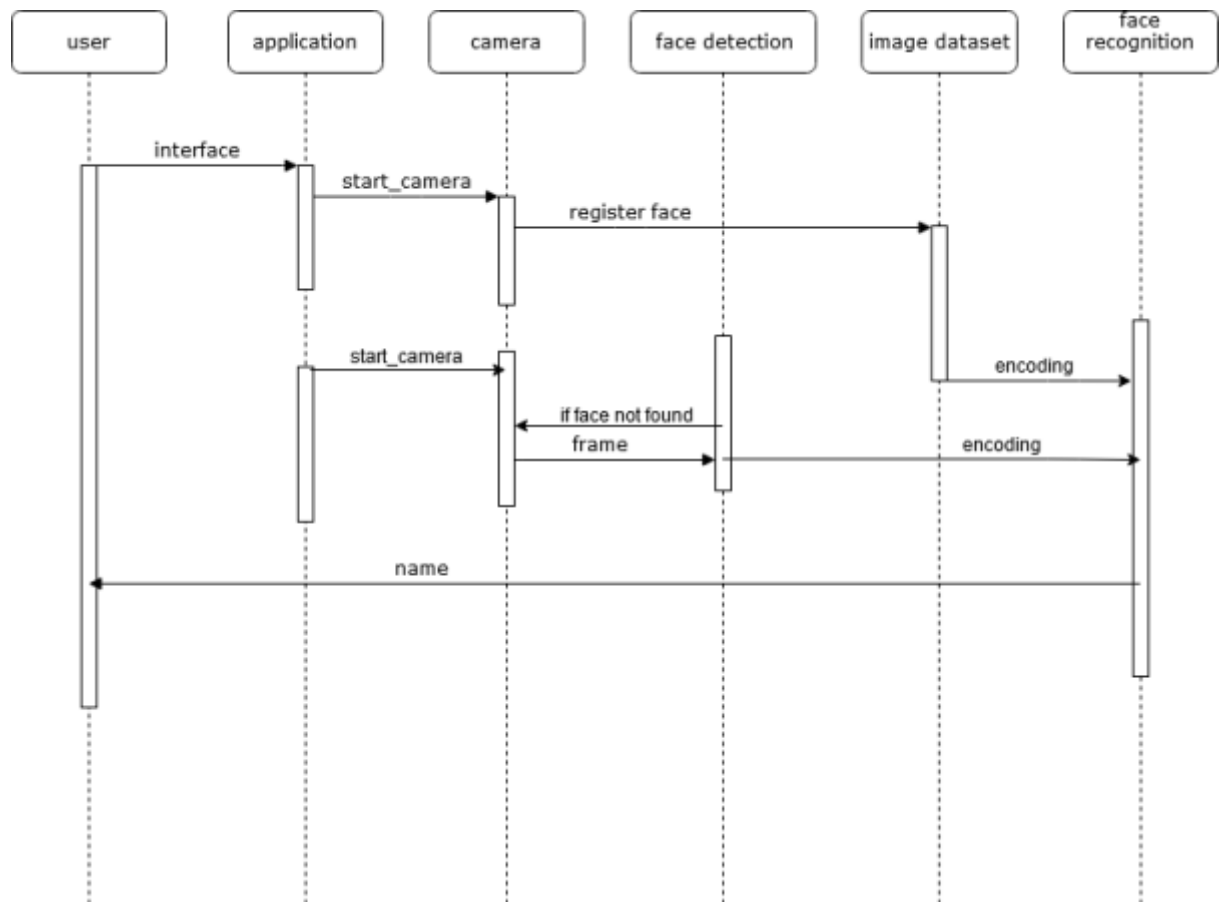 user
application
camera
face detection
image dataset
face
recognition
interface
start_camera
register face
start_camera
encoding
if face not found
frame
encoding
name